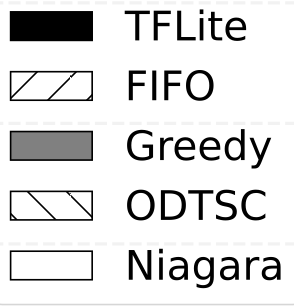 TFLite
FIFO
Greedy
ODTSC
Niagara